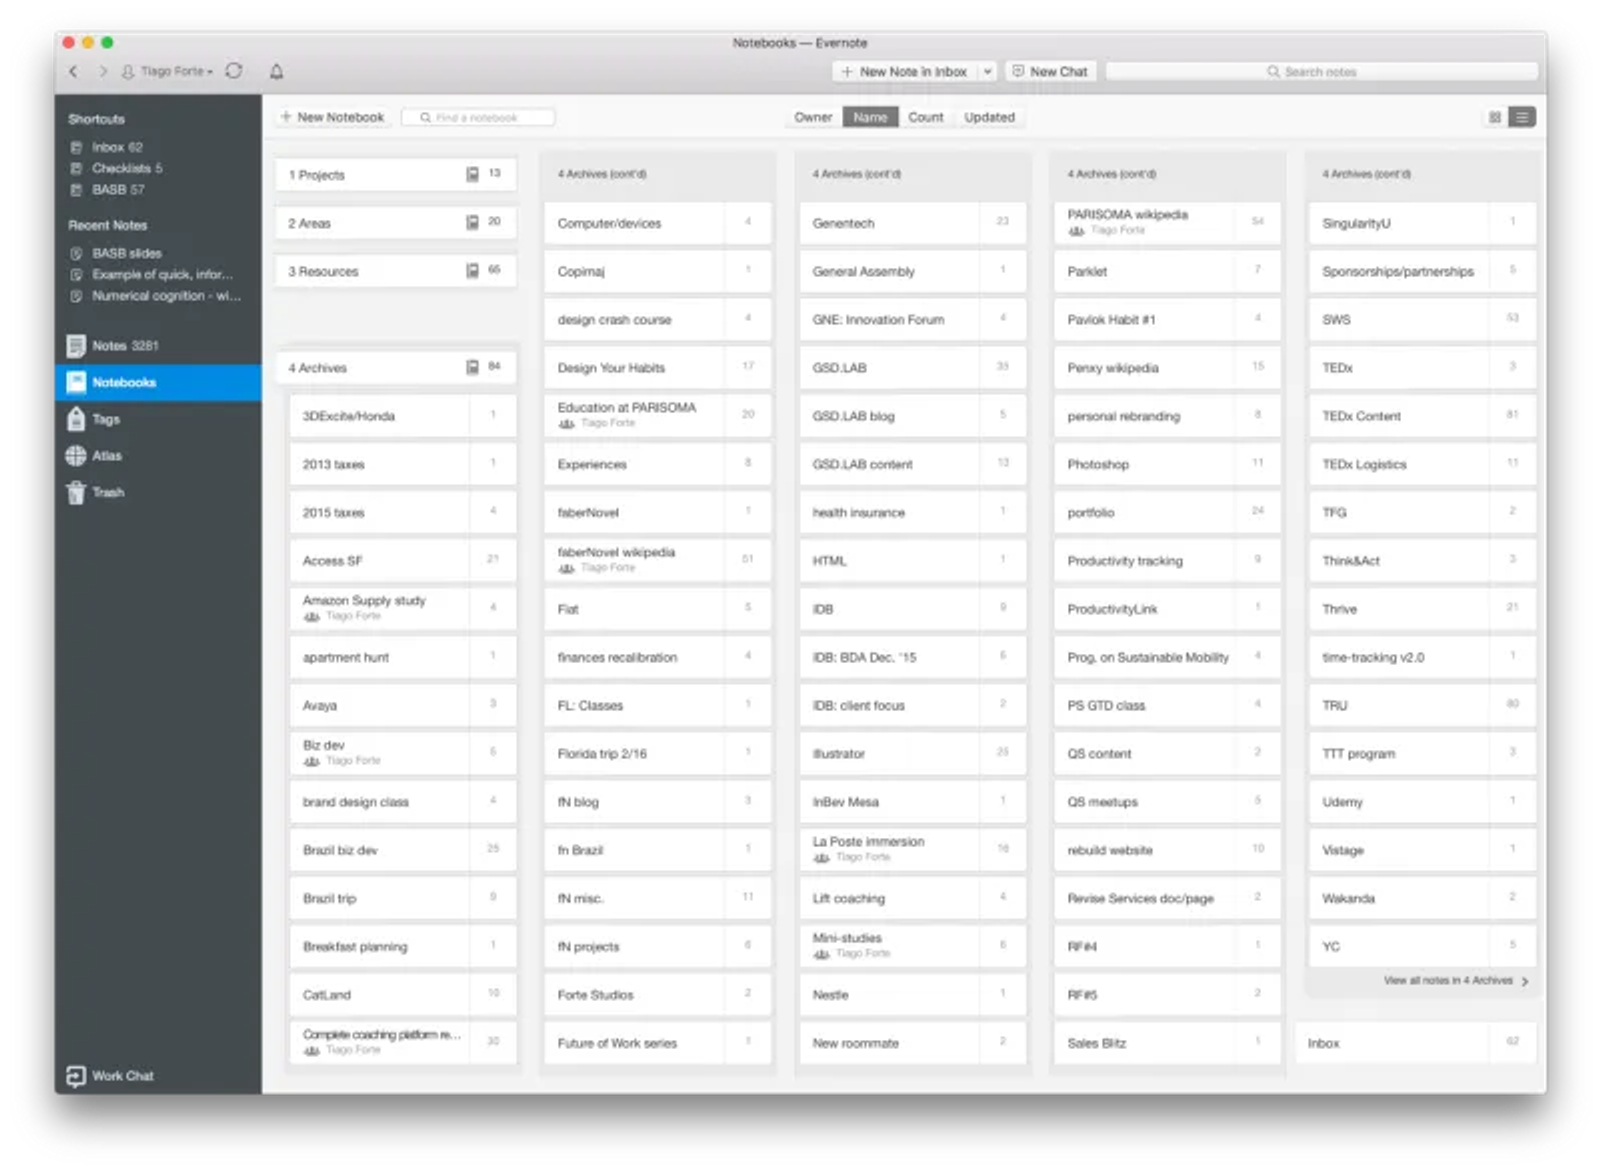 Notebooks — Evernote
Tiago Forte
New Note in Inbox
New Chat
Search notes
Shortcuts
Inbox 62
Checklists 5
BASB 57
Recent Notes
BASB slides
Example of quick, infor...
Numerical cognition - wi...
Notes 3281
Notebooks
Tags
Atlas
Trash
Work Chat
New Notebook
Find a notebook
Owner
Name
Count
Updated
1 Projects 13
2 Areas 20
3 Resources 65
4 Archives 84
3DExcite/Honda 1
2013 taxes 1
2015 taxes 4
Access SF 21
Amazon Supply study 4
Tiago Forte
apartment hunt 1
Avaya 3
Biz dev 5
Tiago Forte
brand design class 4
Brazil biz dev 25
Brazil trip 9
Breakfast planning 1
CatLand 10
Complete coaching platform re... 30
Tiago Forte
4 Archives (cont'd)
Computer/devices 4
Copimaj 1
design crash course 4
Design Your Habits 17
Education at PARISOMA 20
Tiago Forte
Experiences 8
faberNovel 1
faberNovel wikipedia 51
Tiago Forte
Fiat 5
finances recalibration 4
FL: Classes 1
Florida trip 2/16 1
fN blog 3
fn Brazil 1
fN misc. 11
fN projects 6
Forte Studios 2
Future of Work series 1
4 Archives (cont'd)
Genentech 23
General Assembly 1
GNE: Innovation Forum 4
GSD.LAB 35
GSD.LAB blog 5
GSD.LAB content 13
health insurance 1
HTML 1
IDB 9
IDB: BDA Dec. '15 6
IDB: client focus 2
Illustrator 25
InBev Mesa 1
La Poste immersion 16
Tiago Forte
Lift coaching 4
Mini-studies 6
Tiago Forte
Nestle 1
New roommate 2
4 Archives (cont'd)
PARISOMA wikipedia 54
Tiago Forte
Parklet 7
Pavlok Habit #1 4
Penxy wikipedia 15
personal rebranding 8
Photoshop 11
portfolio 24
Productivity tracking 9
ProductivityLink 1
Prog. on Sustainable Mobility 4
PS GTD class 4
QS content 2
QS meetups 5
rebuild website 10
Revise Services doc/page 2
RF#4 1
RF#5 2
Sales Blitz 1
4 Archives (cont'd)
SingularityU 1
Sponsorships/partnerships 5
SWS 53
TEDx 3
TEDx Content 81
TEDx Logistics 11
TFG 2
Think&Act 3
Thrive 21
time-tracking v2.0 1
TRU 80
TTT program 3
Udemy 1
Vistage 1
Wakanda 2
YC 5
View all notes in 4 Archives
Inbox 62